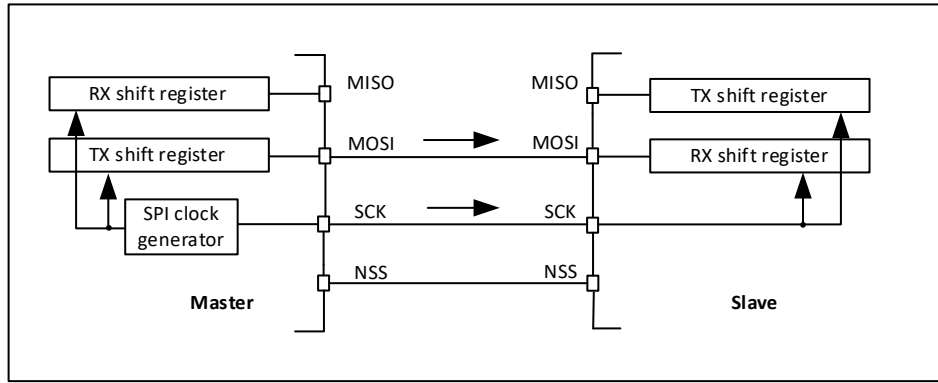 MISO
MISO
RX shift register
TX shift register
MOSI
MOSI
TX shift register
RX shift register
SPI clock
generator
SCK
SCK
NSS
NSS
Master
Slave